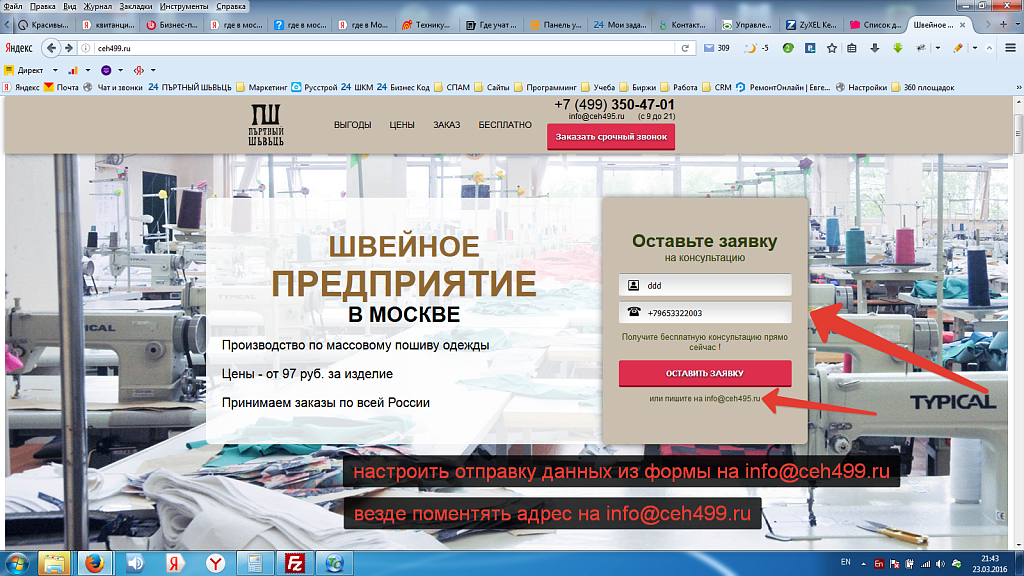 Файл Правка Вид Журнал Закладки Инструменты Справка
Красивы... квитанци... Бизнес-п... где в мос... где в мос... где в Мо... Технику... Где учат ... Панель у... Мои зада... Контакт... Управле... ZyXEL Ke... Список д... Швейное ...
Яндекс ceh499.ru 309 -5
Директ
Яндекс Почта Чат и звонки 24 ПЪРТНЫЙ ШЬВЬЦЬ Маркетинг Русстрой 24 ШКМ 24 Бизнес Код СПАМ Сайты Программинг Учеба Биржи Работа CRM РемонтОнлайн | Евге... Настройки 360 площадок
ПШ
ПЪРТНЫЙ
ШЬВЬЦЬ
ВЫГОДЫ ЦЕНЫ ЗАКАЗ БЕСПЛАТНО
+7 (499) 350-47-01
info@ceh495.ru (с 9 до 21)
Заказать срочный звонок
ШВЕЙНОЕ
ПРЕДПРИЯТИЕ
В МОСКВЕ
Производство по массовому пошиву одежды
Цены - от 97 руб. за изделие
Принимаем заказы по всей России
Оставьте заявку
на консультацию
ddd
+79653322003
Получите бесплатную консультацию прямо
сейчас !
ОСТАВИТЬ ЗАЯВКУ
или пишите на info@ceh495.ru
TYPICAL
настроить отправку данных из формы на info@ceh499.ru
везде поментять адрес на info@ceh499.ru
EN En 21:43
23.03.2016